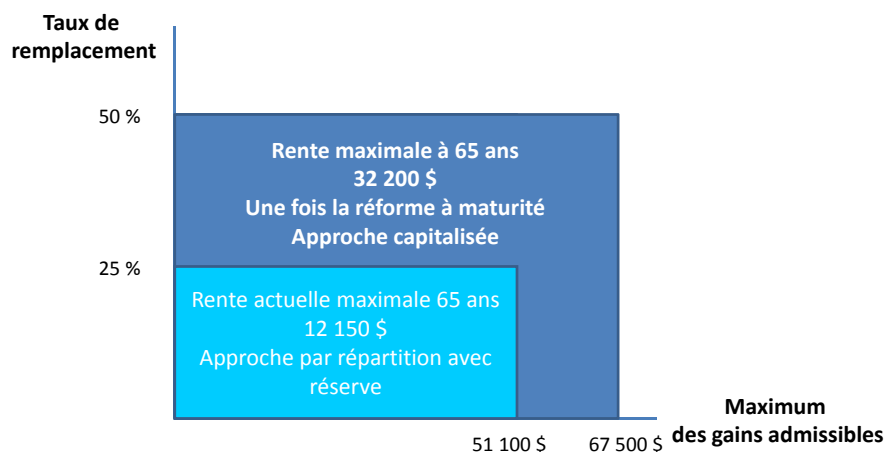 Taux de
remplacement
50 %
Rente maximale à 65 ans
32 200 $
Une fois la réforme à maturité
Approche capitalisée
25 %
Rente actuelle maximale 65 ans
12 150 $
Approche par répartition avec
réserve
51 100 $
67 500 $
Maximum
des gains admissibles